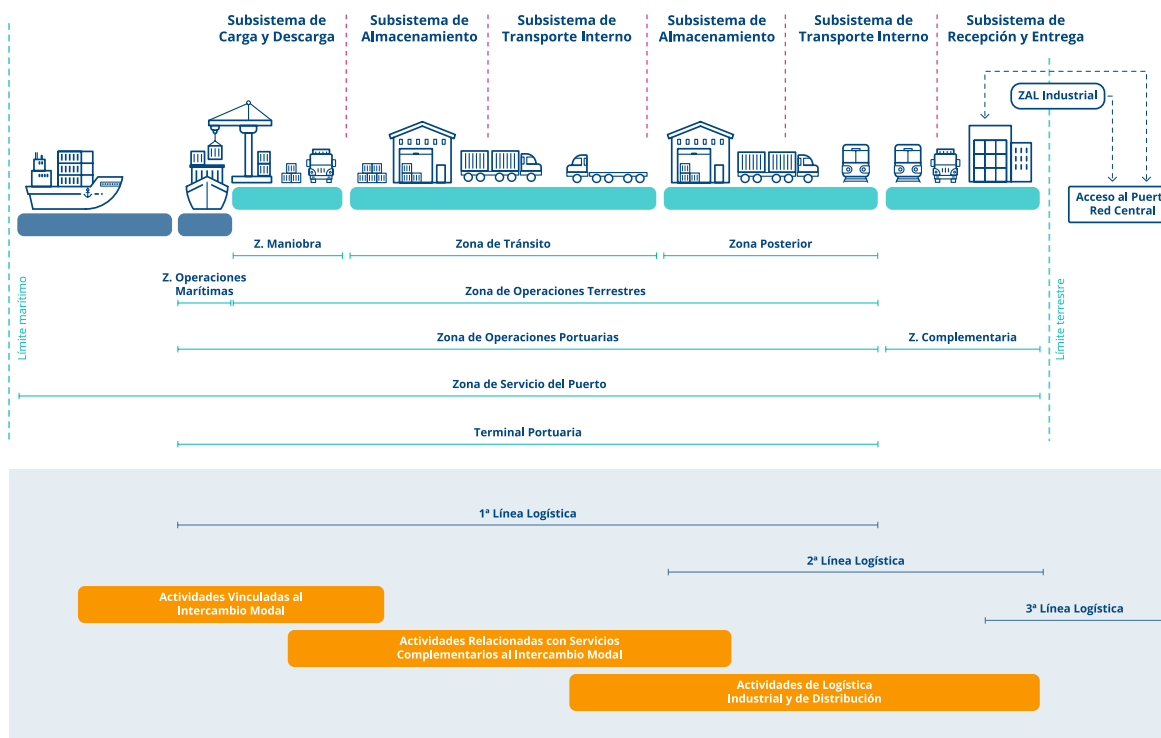 Subsistema de
Carga y Descarga
Subsistema de
Almacenamiento
Subsistema de
Transporte Interno
Subsistema de
Almacenamiento
Subsistema de
Transporte Interno
Subsistema de
Recepción y Entrega
ZAL Industrial
Acceso al Puert
Red Central
Z. Maniobra
Zona de Tránsito
Zona Posterior
Z. Operaciones
Marítimas
Zona de Operaciones Terrestres
Límite marítimo
Límite terrestre
Zona de Operaciones Portuarias
Z. Complementaria
Zona de Servicio del Puerto
Terminal Portuaria
1ª Línea Logística
2ª Línea Logística
Actividades Vinculadas al
Intercambio Modal
3ª Línea Logística
Actividades Relacionadas con Servicios
Complementarios al Intercambio Modal
Actividades de Logística
Industrial y de Distribución